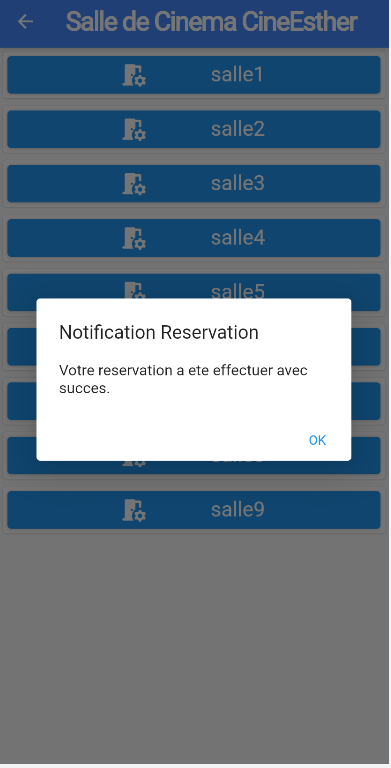 Salle de Cinema CineEsther
salle1
salle2
salle3
salle4
salle5
Notification Reservation
Votre reservation a ete effectuer avec
succes.
OK
salle9